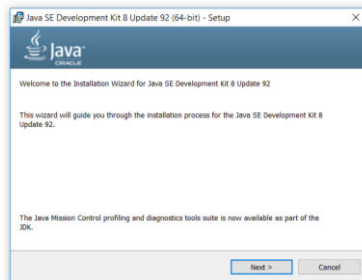 Java SE Development Kit 8 Update 92 (64-bit) - Setup
Java
ORACLE
Welcome to the Installation Wizard for Java SE Development Kit 8 Update 92
This wizard will guide you through the installation process for the Java SE Development Kit 8
Update 92.
The Java Mission Control profiling and diagnostics tools suite is now available as part of the
JDK.
Next >
Cancel